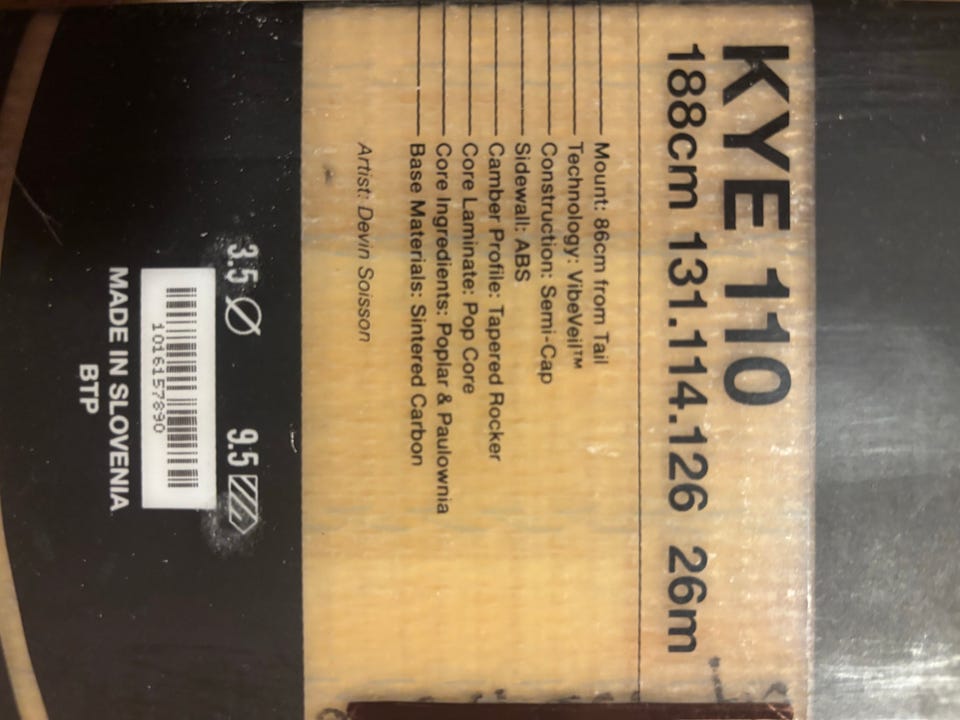 KYE 110
188cm 131.114.126 26m
Mount: 86cm from Tail
Technology: VibeVeil™
Construction: Semi-Cap
Sidewall: ABS
Camber Profile: Tapered Rocker
Core Laminate: Pop Core
Core Ingredients: Poplar & Paulownia
Base Materials: Sintered Carbon
Artist: Devin Soisson
3.5 Ø 9.5
1016157890
MADE IN SLOVENIA
BTP